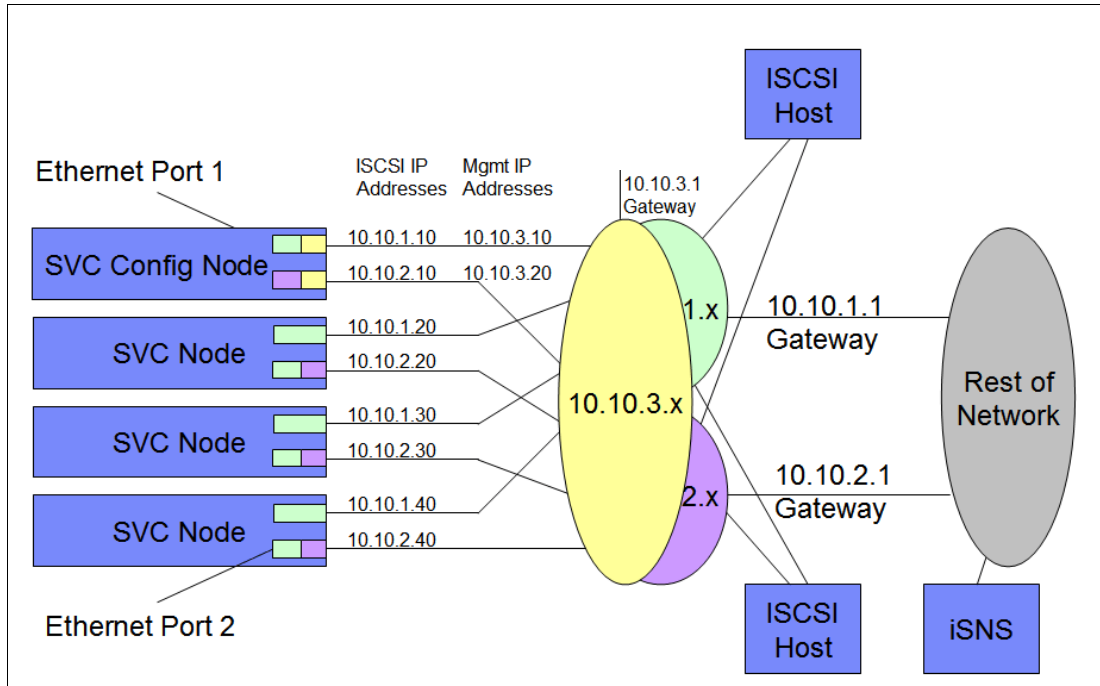 ISCSI
Host
Ethernet Port 1
ISCSI IP
Addresses
Mgmt IP
Addresses
10.10.3.1
Gateway
SVC Config Node
10.10.1.10
10.10.3.10
10.10.2.10
10.10.3.20
SVC Node
10.10.1.20
10.10.2.20
1.x
10.10.1.1
Gateway
SVC Node
10.10.1.30
10.10.2.30
10.10.3.x
Rest of
Network
SVC Node
10.10.1.40
10.10.2.40
2.x
10.10.2.1
Gateway
Ethernet Port 2
ISCSI
Host
iSNS